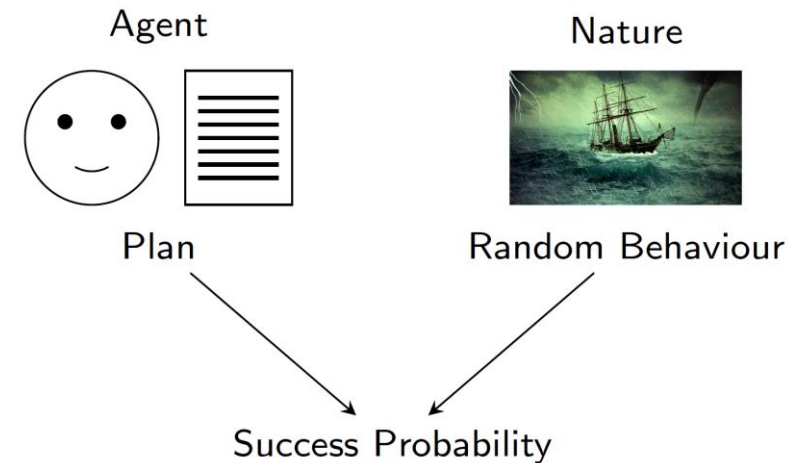 Agent
Nature
Plan
Random Behaviour
Success Probability